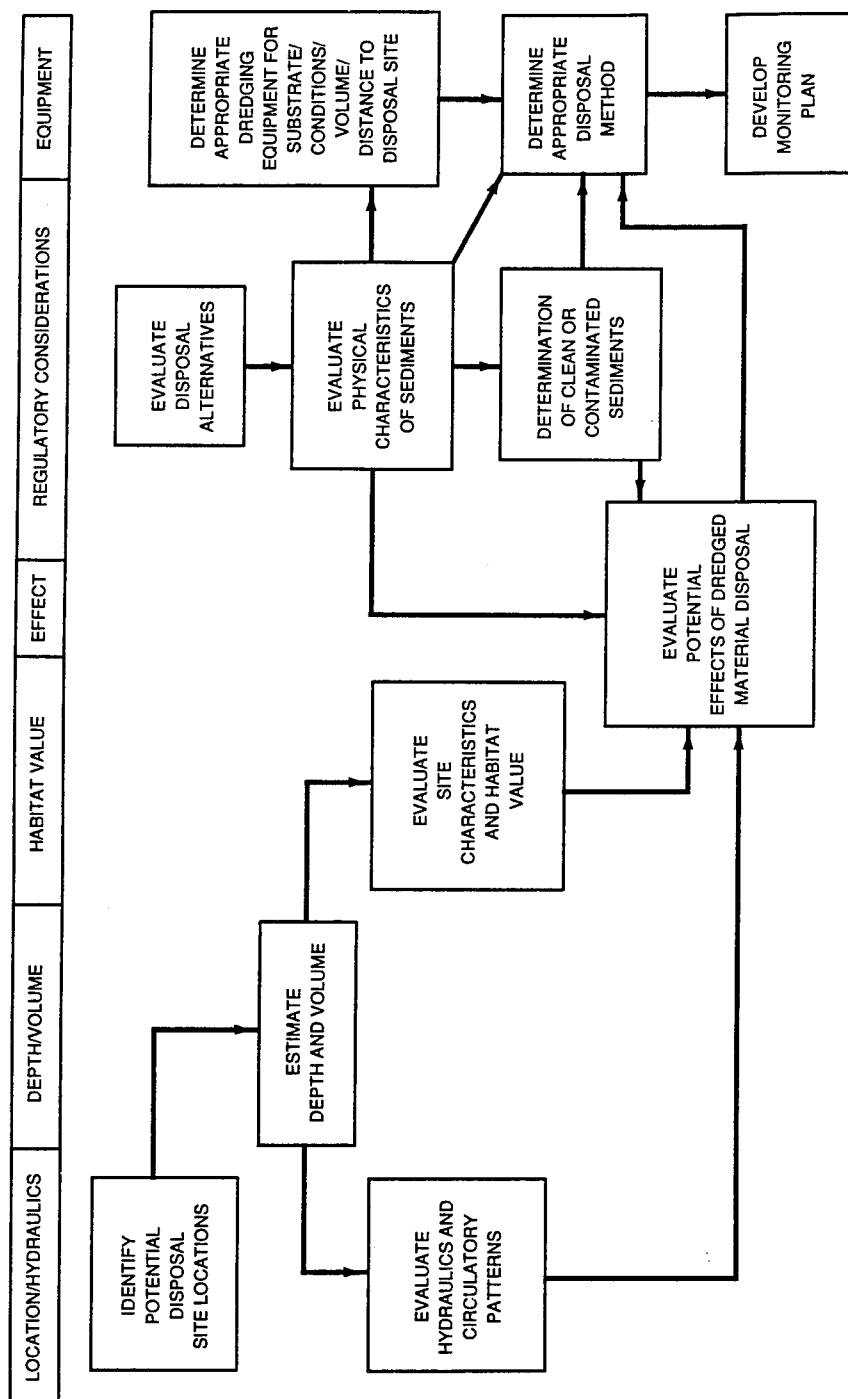 LOCATION/HYDRAULICS
DEPTH/VOLUME
HABITAT VALUE
EFFECT
REGULATORY CONSIDERATIONS
EQUIPMENT
IDENTIFY
POTENTIAL
DISPOSAL
SITE LOCATIONS
ESTIMATE
DEPTH AND VOLUME
EVALUATE
HYDRAULICS AND
CIRCULATORY
PATTERNS
EVALUATE
SITE
CHARACTERISTICS
AND HABITAT
VALUE
EVALUATE
POTENTIAL
EFFECTS OF DREDGED
MATERIAL DISPOSAL
EVALUATE
DISPOSAL
ALTERNATIVES
EVALUATE
PHYSICAL
CHARACTERISTICS
OF SEDIMENTS
DETERMINATION
OF CLEAN OR
CONTAMINATED
SEDIMENTS
DETERMINE
APPROPRIATE
DREDGING
EQUIPMENT FOR
SUBSTRATE/
CONDITIONS/
VOLUME/
DISTANCE TO
DISPOSAL SITE
DETERMINE
APPROPRIATE
DISPOSAL
METHOD
DEVELOP
MONITORING
PLAN